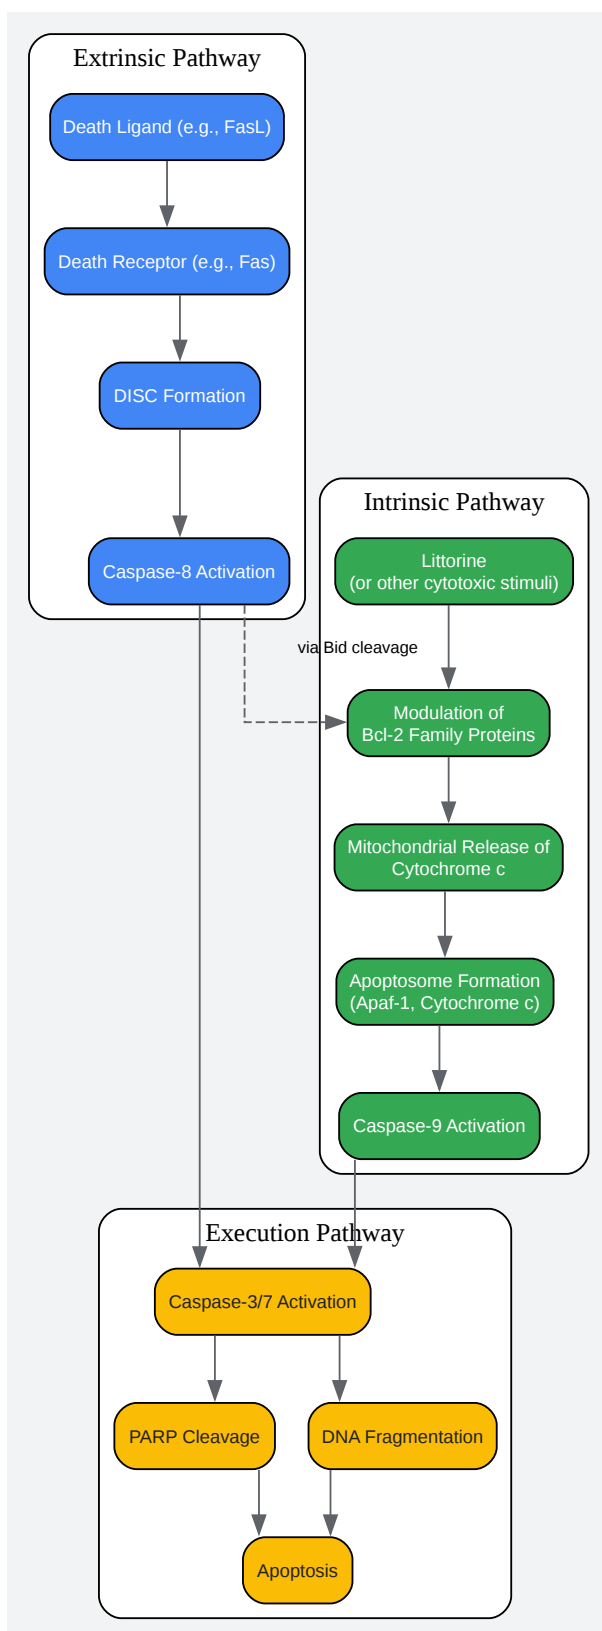 Extrinsic Pathway
Death Ligand (e.g., FasL)
Death Receptor (e.g., Fas)
DISC Formation
Caspase-8 Activation
Intrinsic Pathway
Littorine
(or other cytotoxic stimuli)
via Bid cleavage
Modulation of
Bcl-2 Family Proteins
Mitochondrial Release of
Cytochrome c
Apoptosome Formation
(Apaf-1, Cytochrome c)
Caspase-9 Activation
Execution Pathway
Caspase-3/7 Activation
PARP Cleavage
DNA Fragmentation
Apoptosis